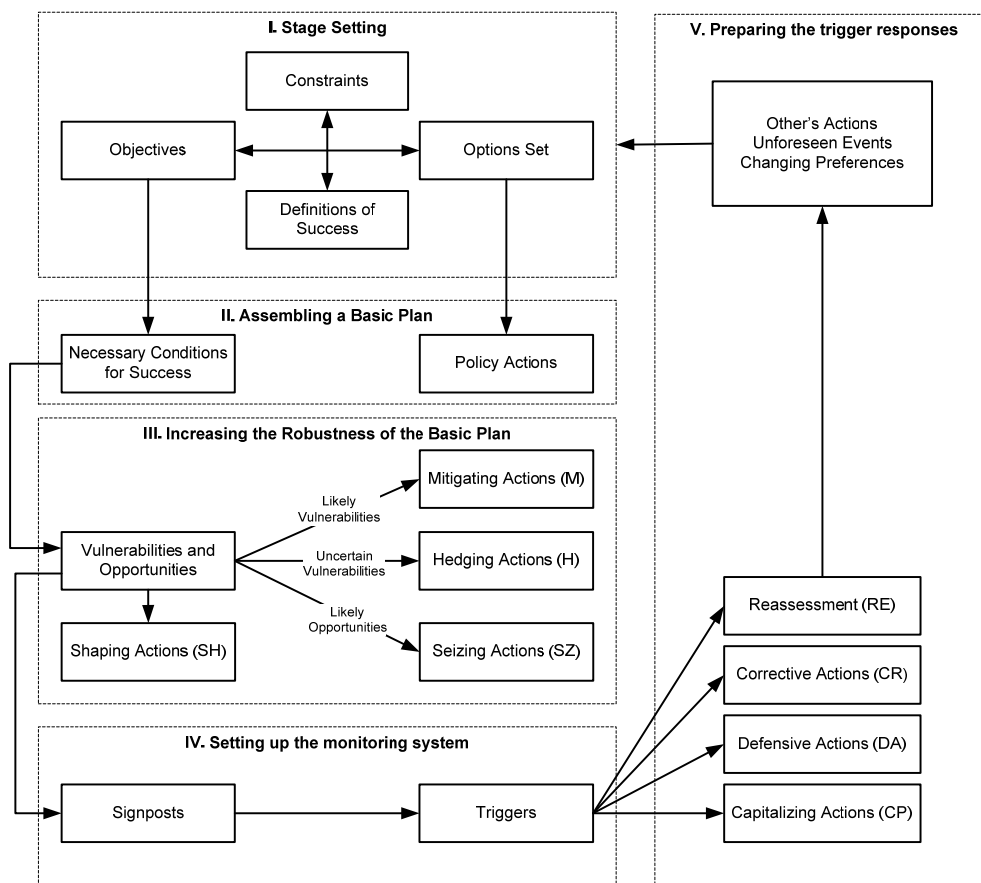 I. Stage Setting
Constraints
Objectives
Options Set
Definitions of
Success
II. Assembling a Basic Plan
Necessary Conditions
for Success
Policy Actions
III. Increasing the Robustness of the Basic Plan
Mitigating Actions (M)
Likely
Vulnerabilities
Vulnerabilities and
Opportunities
Uncertain
Vulnerabilities
Hedging Actions (H)
Likely
Opportunities
Shaping Actions (SH)
Seizing Actions (SZ)
IV. Setting up the monitoring system
Signposts
Triggers
V. Preparing the trigger responses
Other's Actions
Unforeseen Events
Changing Preferences
Reassessment (RE)
Corrective Actions (CR)
Defensive Actions (DA)
Capitalizing Actions (CP)